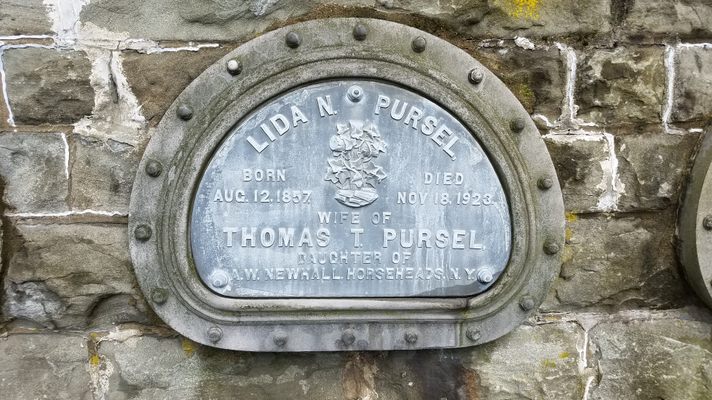 LIDA N. PURSEL.
BORN DIED
AUG. 12. 1857. NOV 18. 1923.
WIFE OF
THOMAS T. PURSEL.
DAUGHTER OF
A.W. NEWHALL. HORSEHEADS. N.Y.